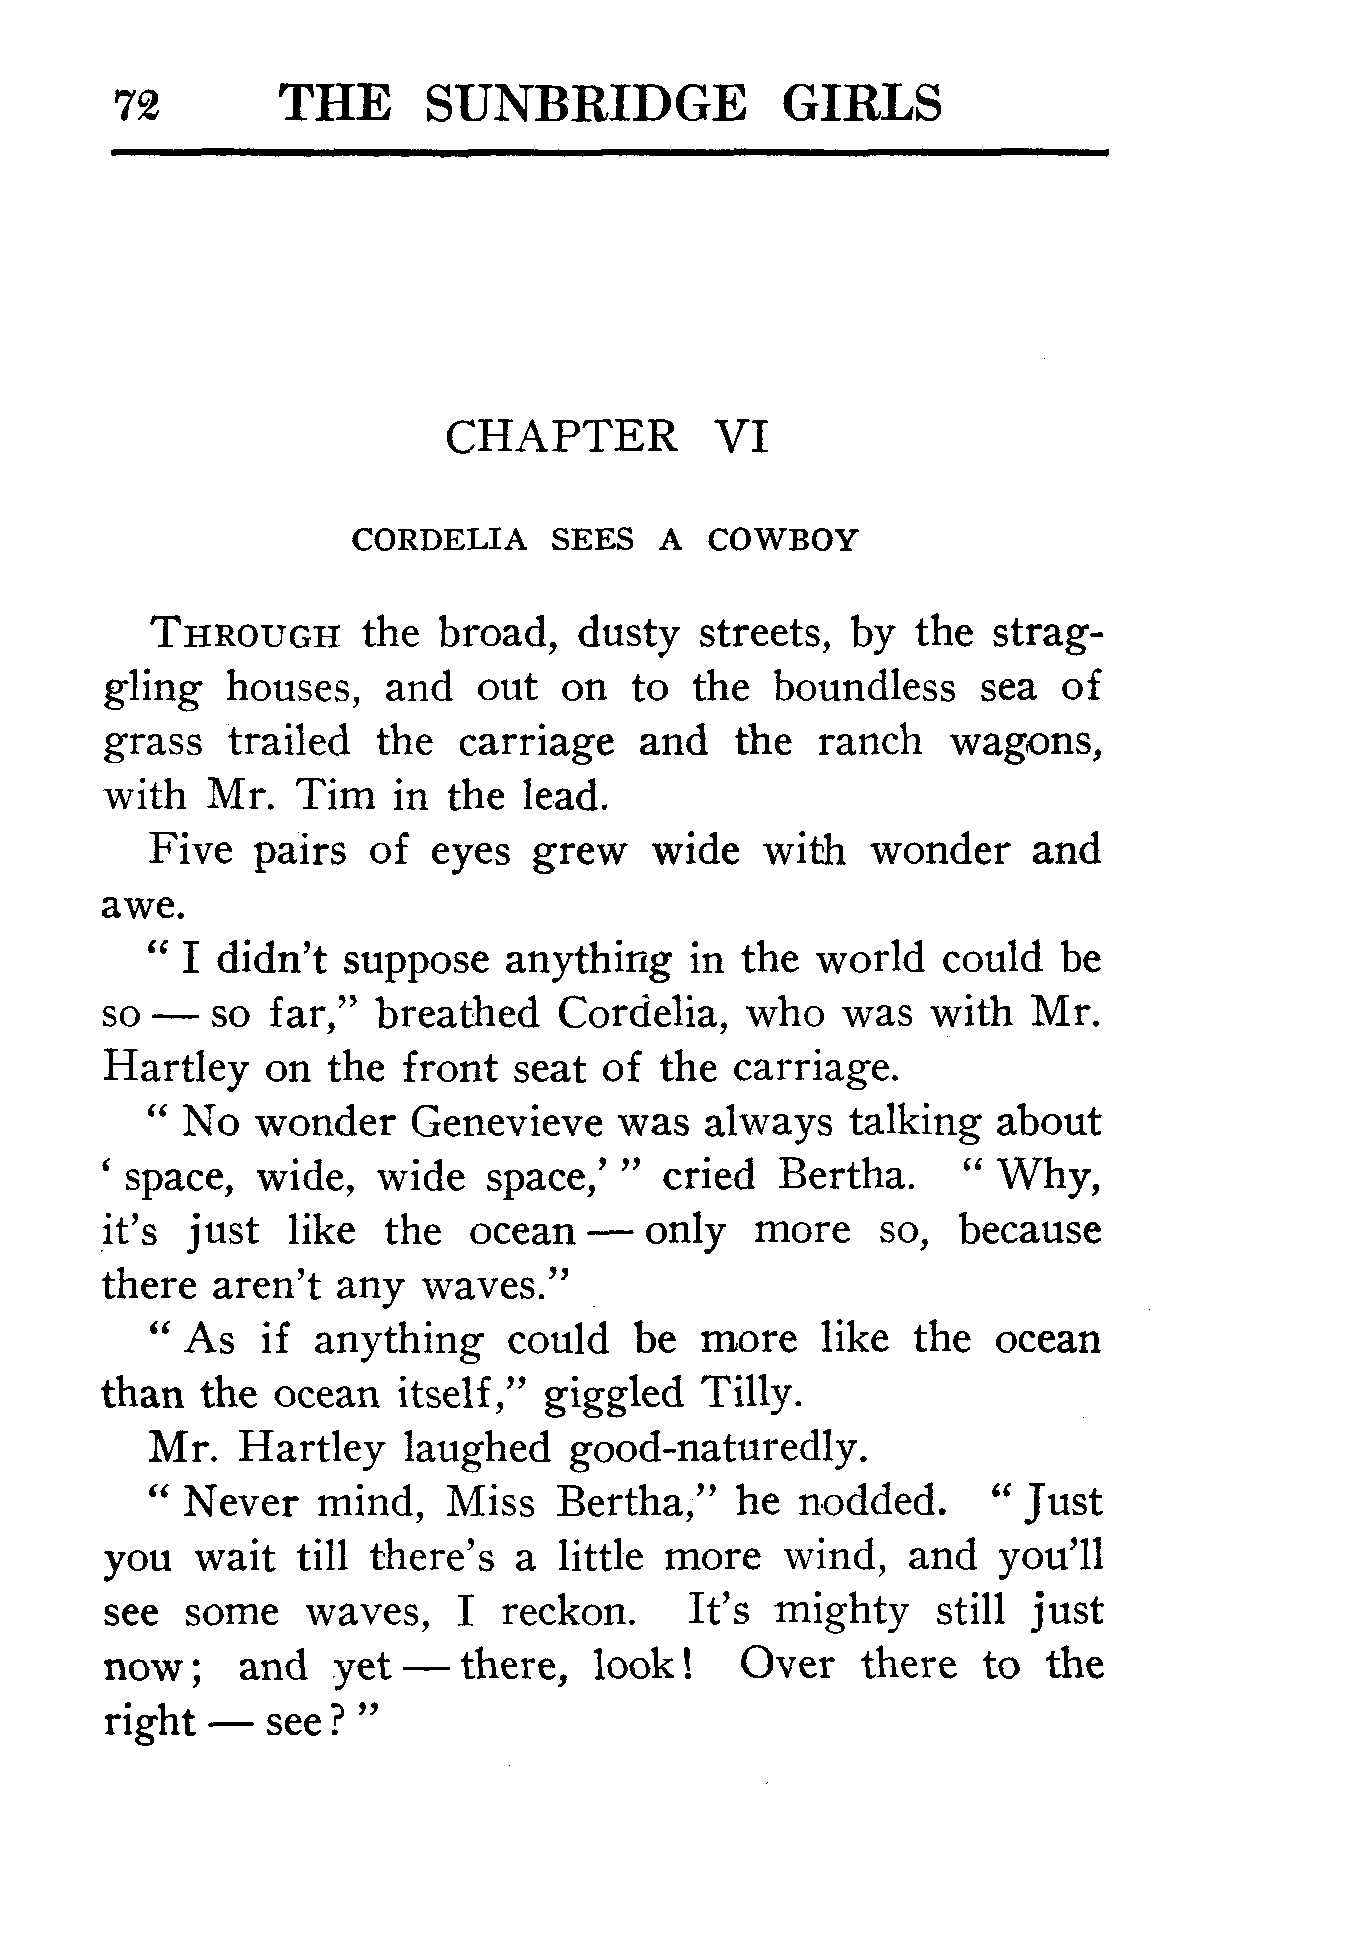 72 THE SUNBRIDGE GIRLS
CHAPTER VI
CORDELIA SEES A COWBOY
THROUGH the broad, dusty streets, by the strag-
gling houses, and out on to the boundless sea of
grass trailed the carriage and the ranch wagons,
with Mr. Tim in the lead.
Five pairs of eyes grew wide with wonder and
awe.
“ I didn’t suppose anything in the world could be
so — so far,” breathed Cordelia, who was with Mr.
Hartley on the front seat of the carriage.
“ No wonder Genevieve was always talking about
‘ space, wide, wide space,’ ” cried Bertha. “ Why,
it’s just like the ocean — only more so, because
there aren’t any waves.”
“ As if anything could be more like the ocean
than the ocean itself,” giggled Tilly.
Mr. Hartley laughed good-naturedly.
“ Never mind, Miss Bertha,” he nodded. “ Just
you wait till there’s a little more wind, and you’ll
see some waves, I reckon. It’s mighty still just
now; and yet — there, look! Over there to the
right — see? ”